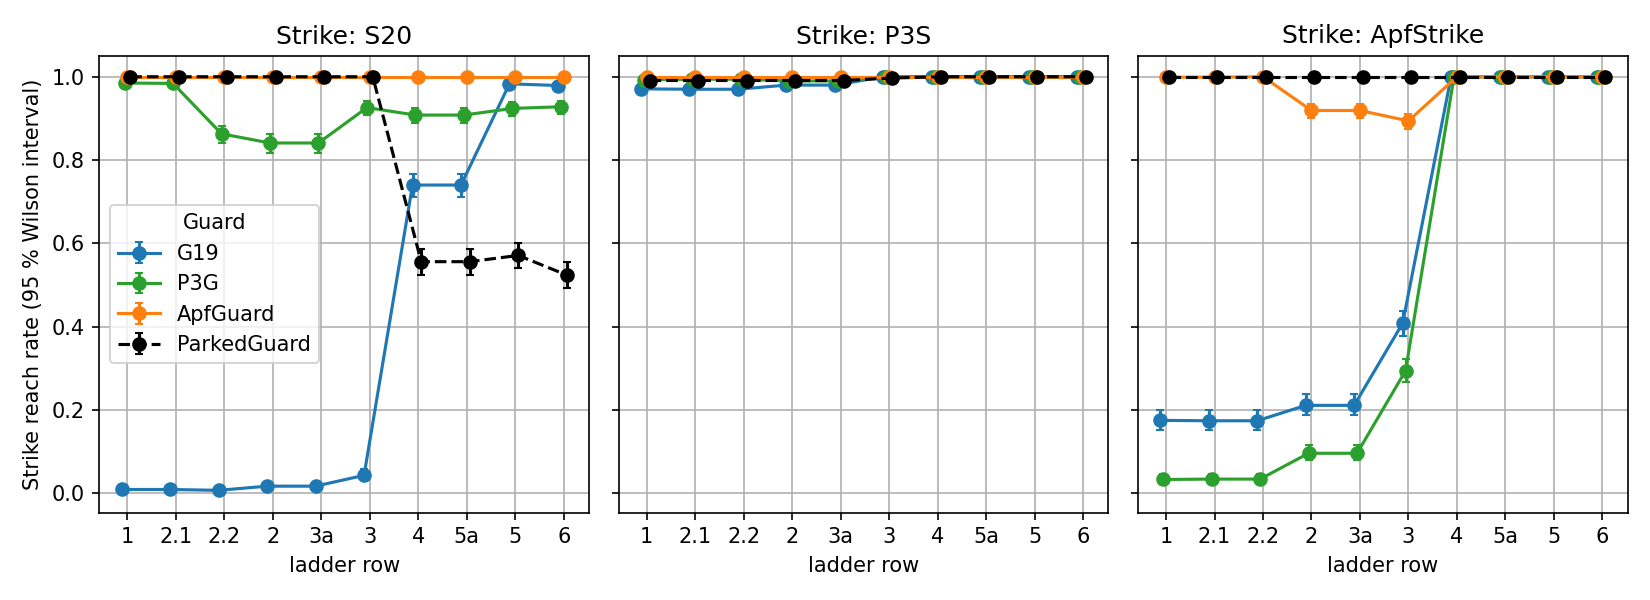 Strike: S20
Strike: P3S
Strike: ApfStrike
Strike reach rate (95 % Wilson interval)
1.0
0.8
0.6
0.4
0.2
0.0
Guard
G19
P3G
ApfGuard
ParkedGuard
1 2.1 2.2 2 3a 3 4 5a 5 6
1 2.1 2.2 2 3a 3 4 5a 5 6
1 2.1 2.2 2 3a 3 4 5a 5 6
ladder row
ladder row
ladder row